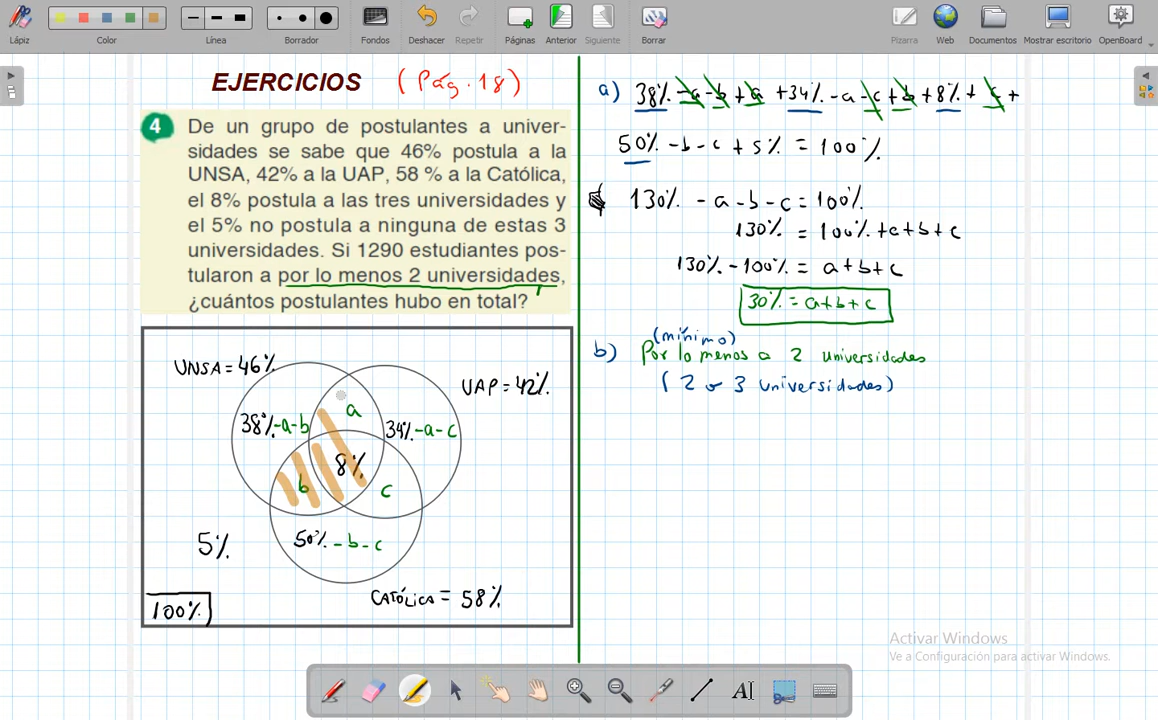 Lápiz
Color
Línea
Borrador
Fondos
Deshacer
Repetir
Páginas
Anterior
Siguiente
Borrar
Pizarra
Web
Documentos
Mostrar escritorio
OpenBoard
EJERCICIOS (Pág. 18)
4
De un grupo de postulantes a univer-
sidades se sabe que 46% postula a la
UNSA, 42% a la UAP, 58 % a la Católica,
el 8% postula a las tres universidades y
el 5% no postula a ninguna de estas 3
universidades. Si 1290 estudiantes pos-
tularon a por lo menos 2 universidades,
¿cuántos postulantes hubo en total?
UNSA = 46%
UAP = 42%
a
38% -a-b
34% -a-c
8%
b
c
5%
50% -b-c
CATÓLICA = 58%
100%
a) 38% -a-b +a +34% -a -c +b +8% + c +
50% -b-c + 5% = 100%
130% - a-b-c = 100%
130% = 100% +a+b+c
130% -100% = a+b+c
30% = a+b+c
(mínimo)
b) Por lo menos a 2 universidades
( 2 o 3 universidades)
Activar Windows
Ve a Configuración para activar Windows.
AI